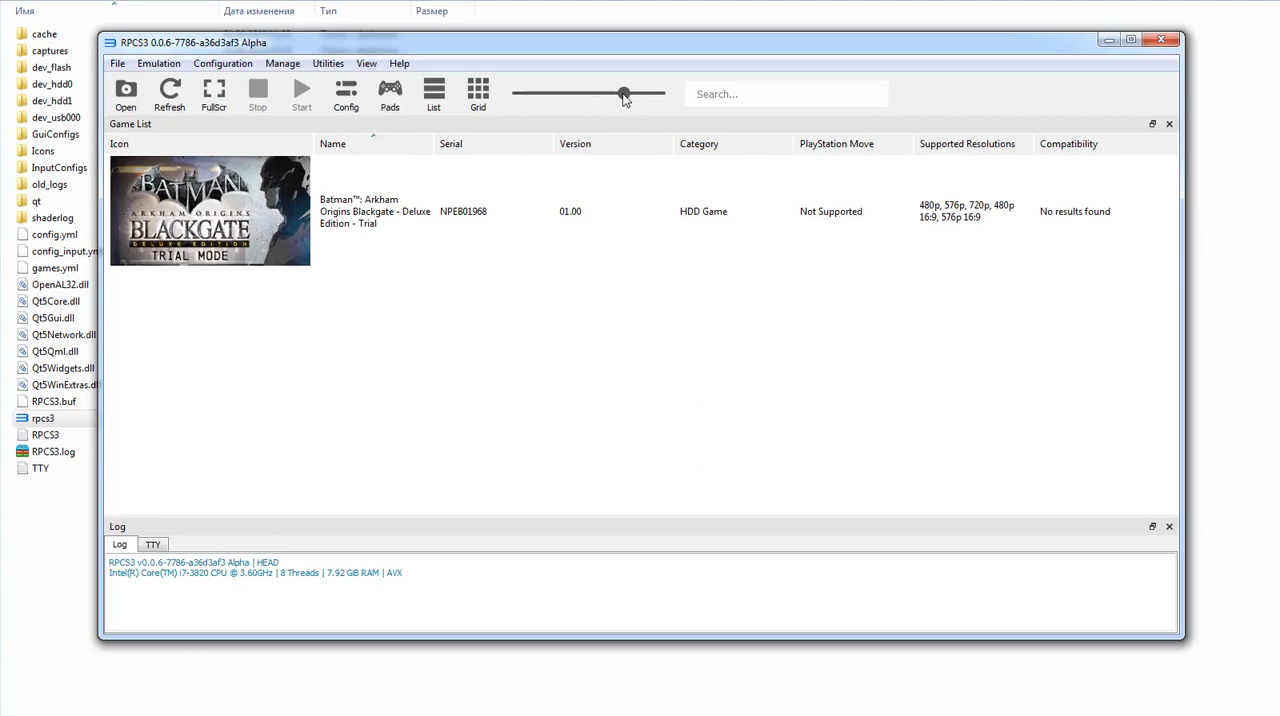 Имя
Дата изменения
Тип
Размер
cache
captures
dev_flash
dev_hdd0
dev_hdd1
dev_usb000
GuiConfigs
Icons
InputConfigs
old_logs
qt
shaderlog
config.yml
config_input.ym
games.yml
OpenAL32.dll
Qt5Core.dll
Qt5Gui.dll
Qt5Network.dll
Qt5Qml.dll
Qt5Widgets.dll
Qt5WinExtras.dl
RPCS3.buf
rpcs3
RPCS3
RPCS3.log
TTY
RPCS3 0.0.6-7786-a36d3af3 Alpha
File Emulation Configuration Manage Utilities View Help
Open Refresh FullScr Stop Start Config Pads List Grid
Search...
Game List
Icon Name Serial Version Category PlayStation Move Supported Resolutions Compatibility
BATMAN
ARKHAM ORIGINS
BLACKGATE
DELUXE EDITION
TRIAL MODE
Batman™: Arkham
Origins Blackgate - Deluxe
Edition - Trial
NPEB01968
01.00
HDD Game
Not Supported
480p, 576p, 720p, 480p
16:9, 576p 16:9
No results found
Log
Log TTY
RPCS3 v0.0.6-7786-a36d3af3 Alpha | HEAD
Intel(R) Core(TM) i7-3820 CPU @ 3.60GHz | 8 Threads | 7.92 GiB RAM | AVX